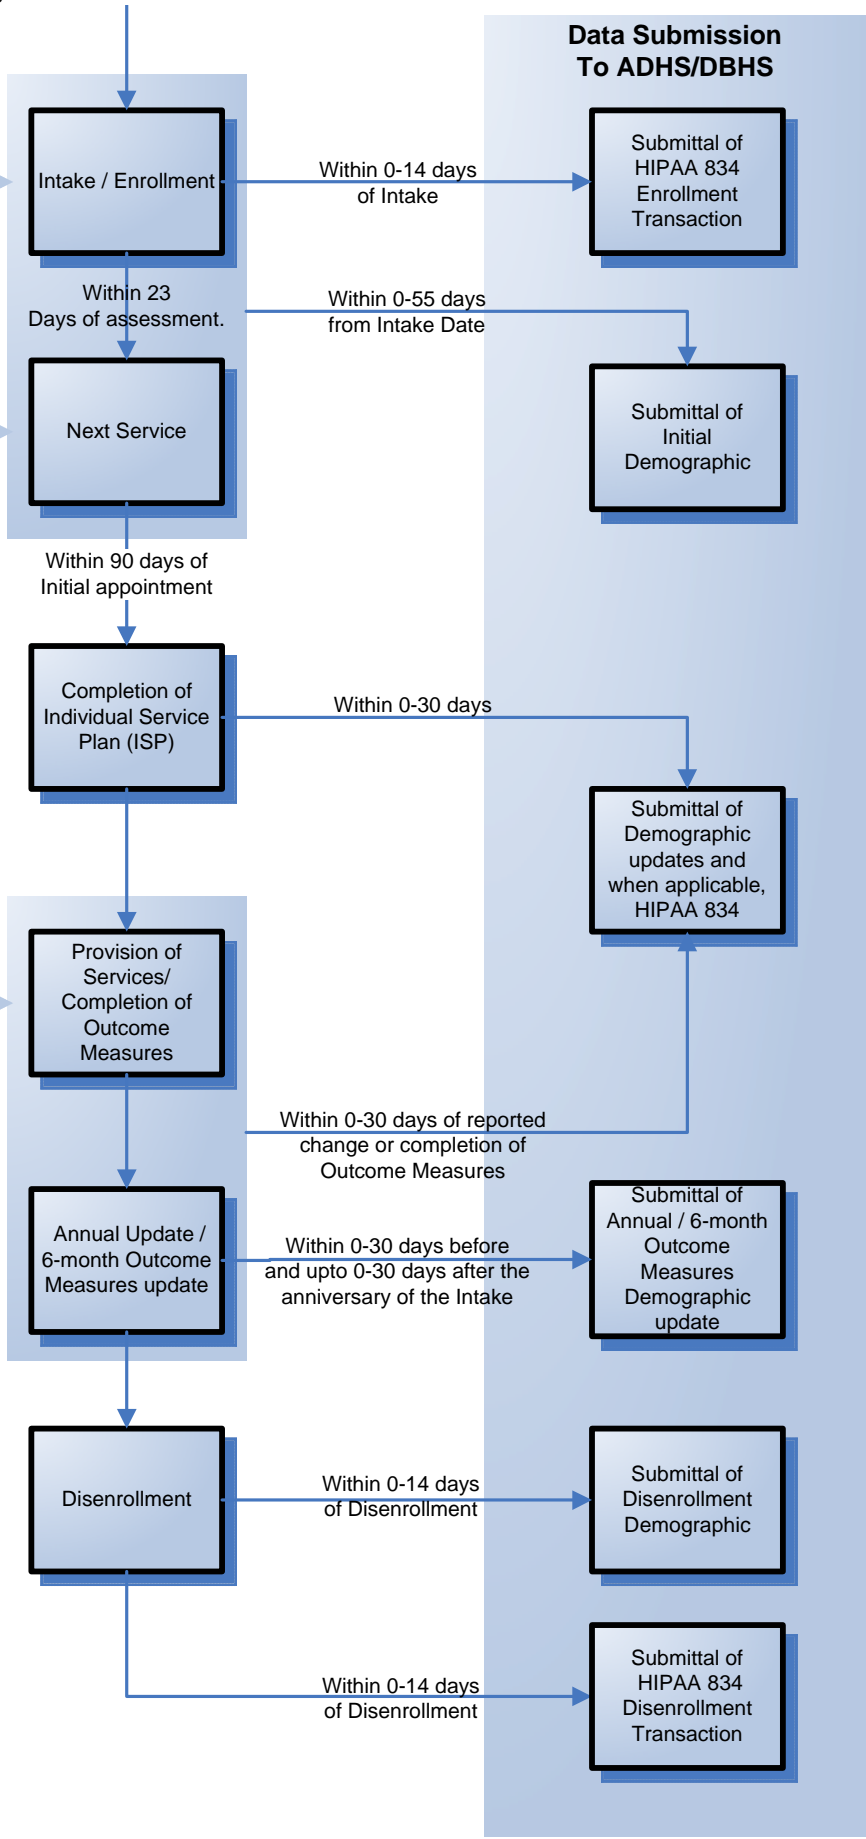 Data Submission
To ADHS/DBHS
Intake / Enrollment
Within 0-14 days
of Intake
Submittal of
HIPAA 834
Enrollment
Transaction
Within 23
Days of assessment.
Within 0-55 days
from Intake Date
Next Service
Submittal of
Initial
Demographic
Within 90 days of
Initial appointment
Completion of
Individual Service
Plan (ISP)
Within 0-30 days
Submittal of
Demographic
updates and
when applicable,
HIPAA 834
Provision of
Services/
Completion of
Outcome
Measures
Within 0-30 days of reported
change or completion of
Outcome Measures
Annual Update /
6-month Outcome
Measures update
Within 0-30 days before
and upto 0-30 days after the
anniversary of the Intake
Submittal of
Annual / 6-month
Outcome
Measures
Demographic
update
Disenrollment
Within 0-14 days
of Disenrollment
Submittal of
Disenrollment
Demographic
Within 0-14 days
of Disenrollment
Submittal of
HIPAA 834
Disenrollment
Transaction